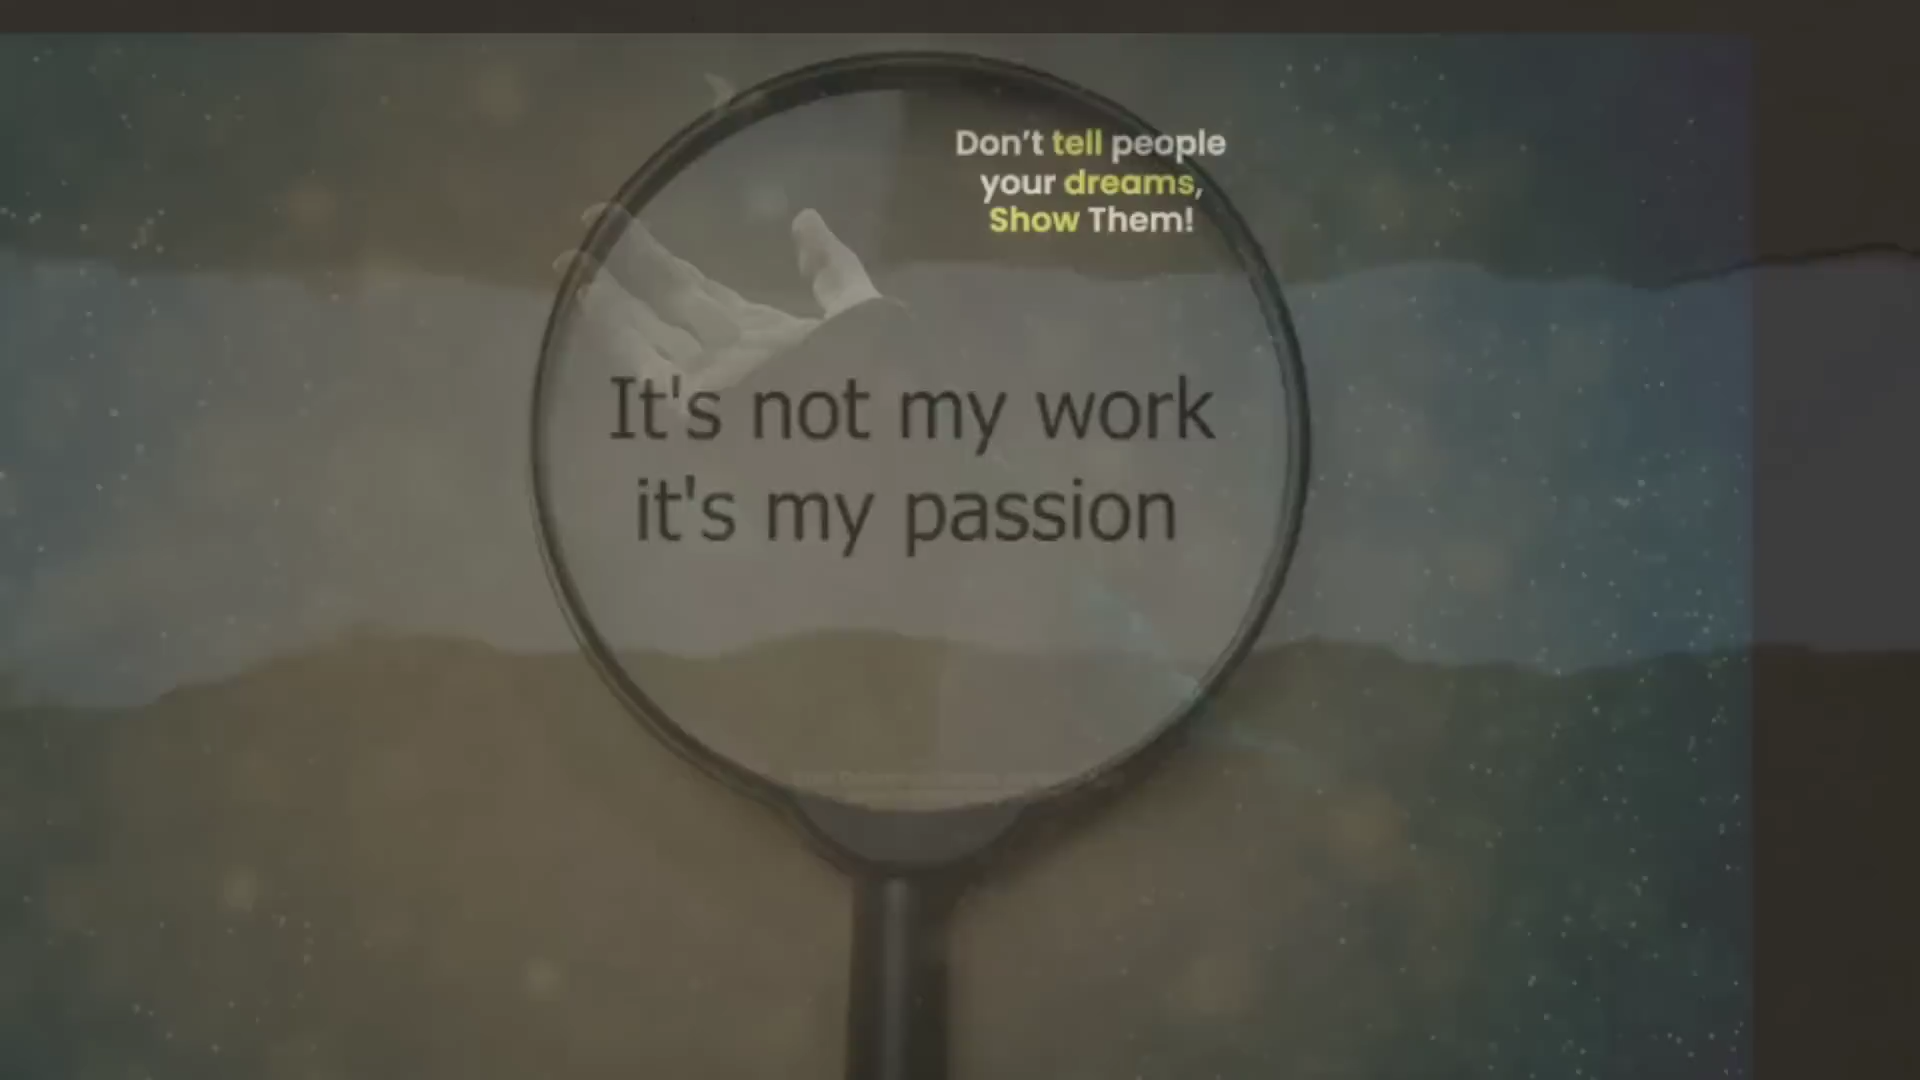 Don't tell people
your dreams,
Show Them!
It's not my work
it's my passion